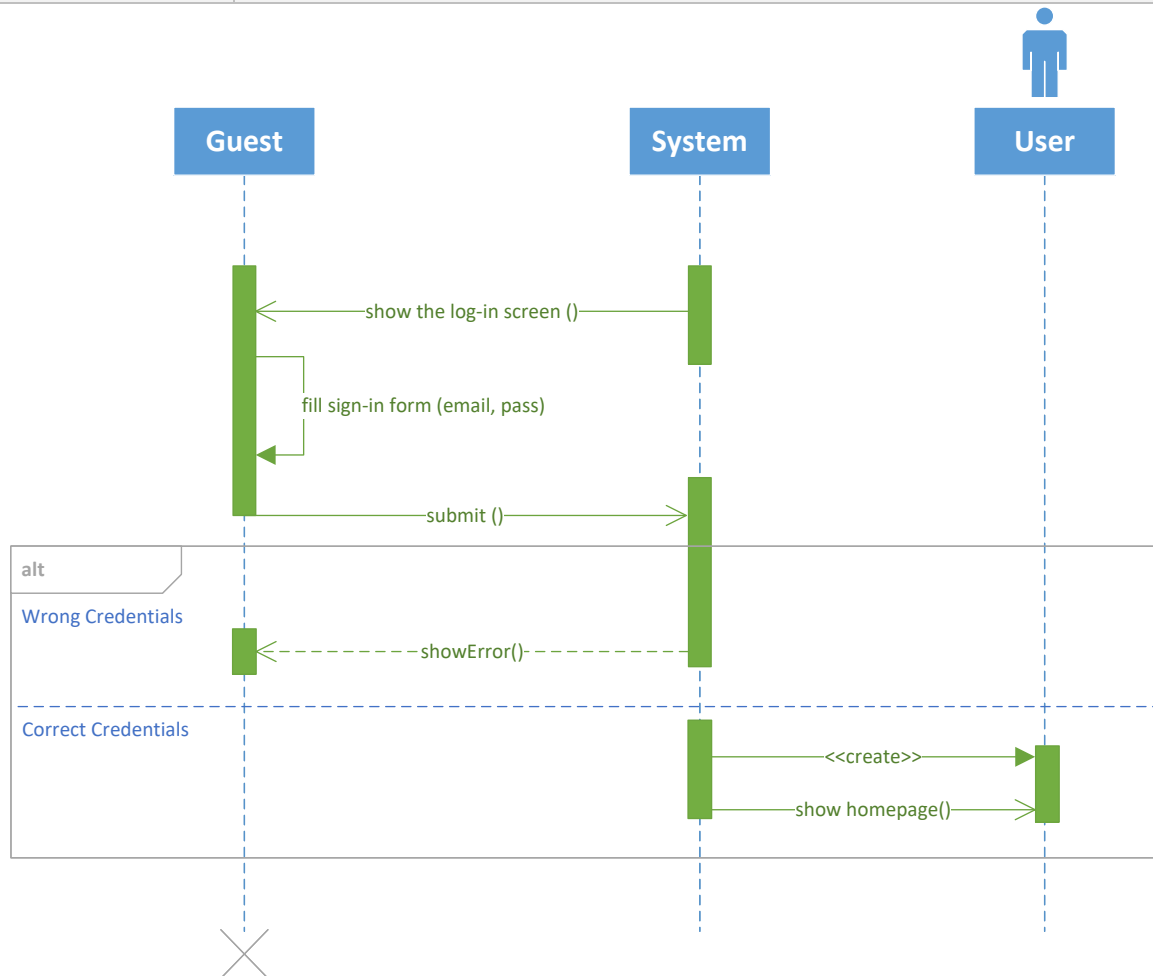 Guest
System
User
show the log-in screen ()
fill sign-in form (email, pass)
submit ()
alt
Wrong Credentials
showError()
Correct Credentials
<<create>>
show homepage()